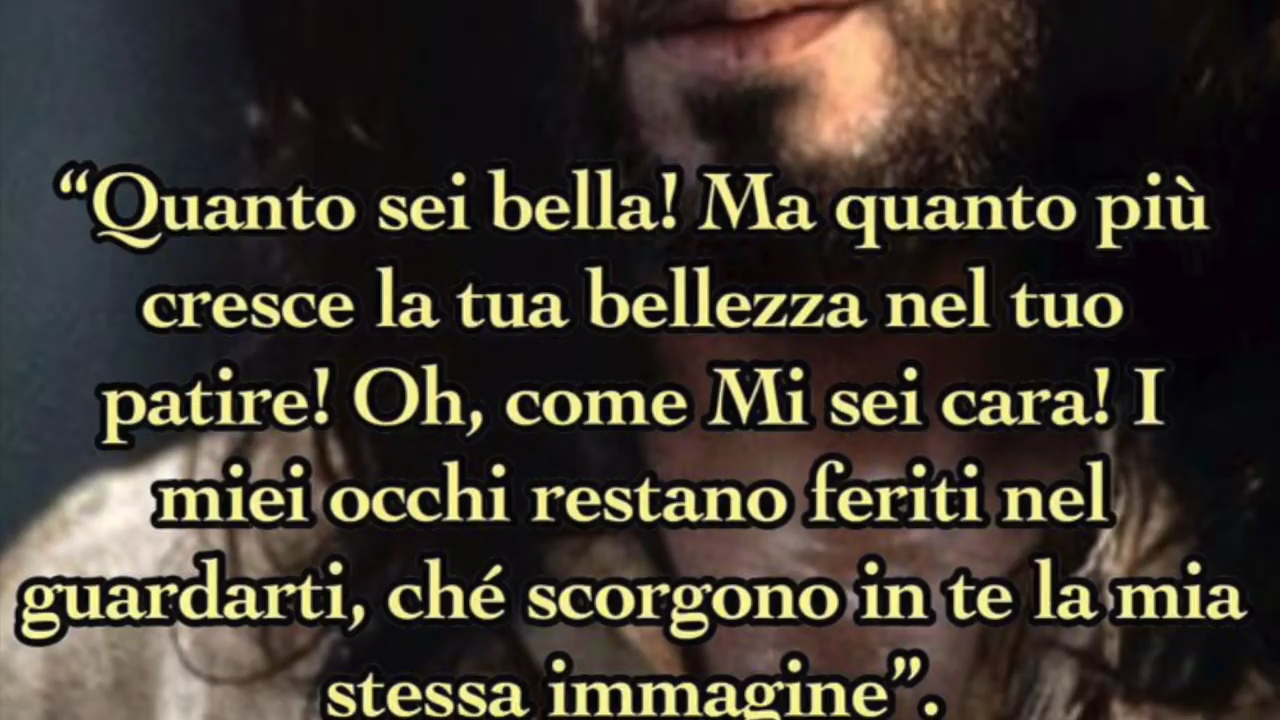 “Quanto sei bella! Ma quanto più
cresce la tua bellezza nel tuo
patire! Oh, come Mi sei cara! I
miei occhi restano feriti nel
guardarti, ché scorgono in te la mia
stessa immagine”.